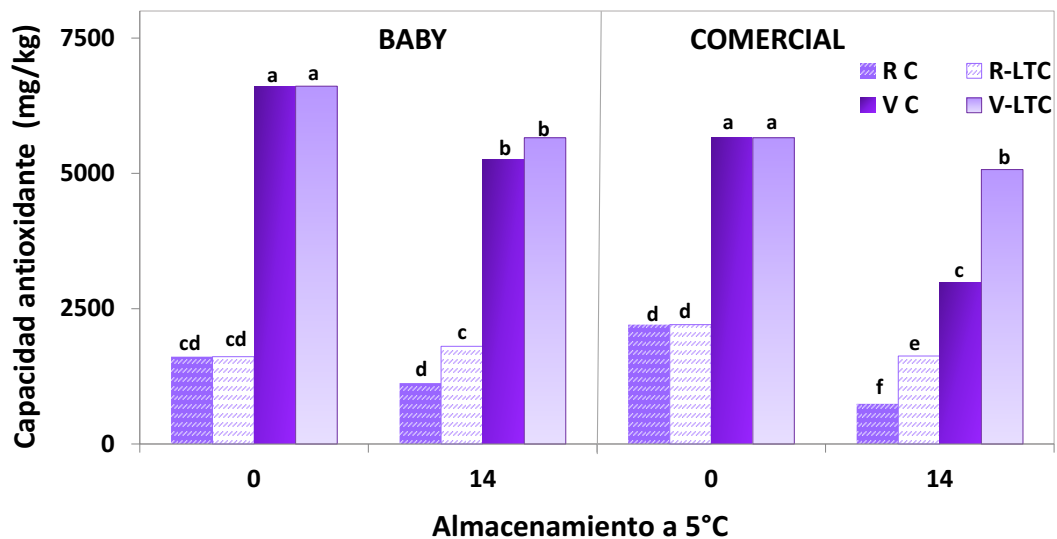 Capacidad antioxidante (mg/kg)
7500
5000
2500
0
BABY
COMERCIAL
R C
R-LTC
V C
V-LTC
a a
b
b
a a
b
cd cd
d
c
d d
f
e
c
0 14 0 14
Almacenamiento a 5°C